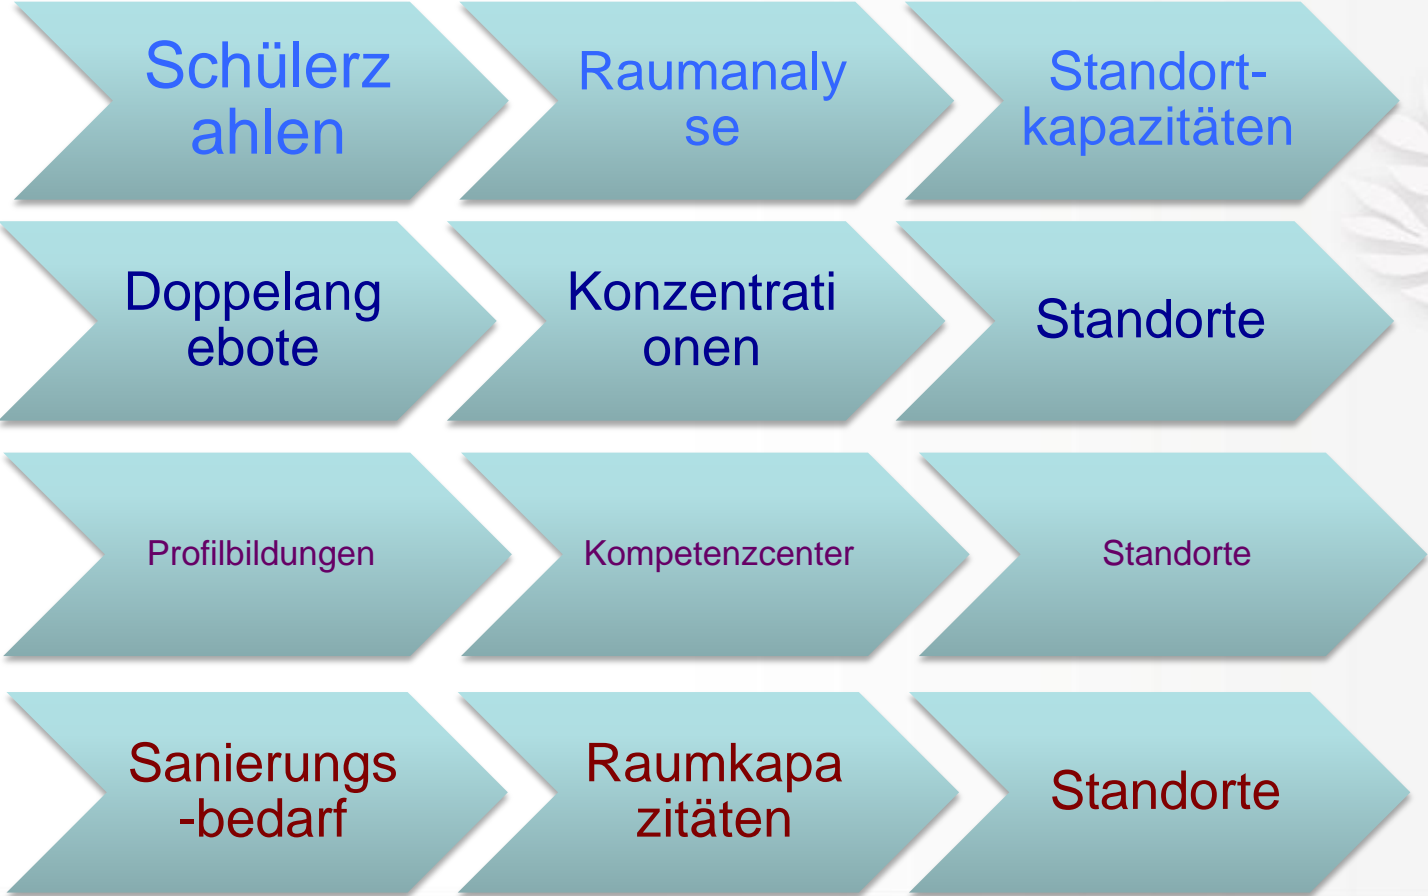 Schülerz
ahlen
Raumanaly
se
Standort-
kapazitäten
Doppelang
ebote
Konzentrati
onen
Standorte
Profilbildungen
Kompetenzcenter
Standorte
Sanierungs
-bedarf
Raumkapa
zitäten
Standorte